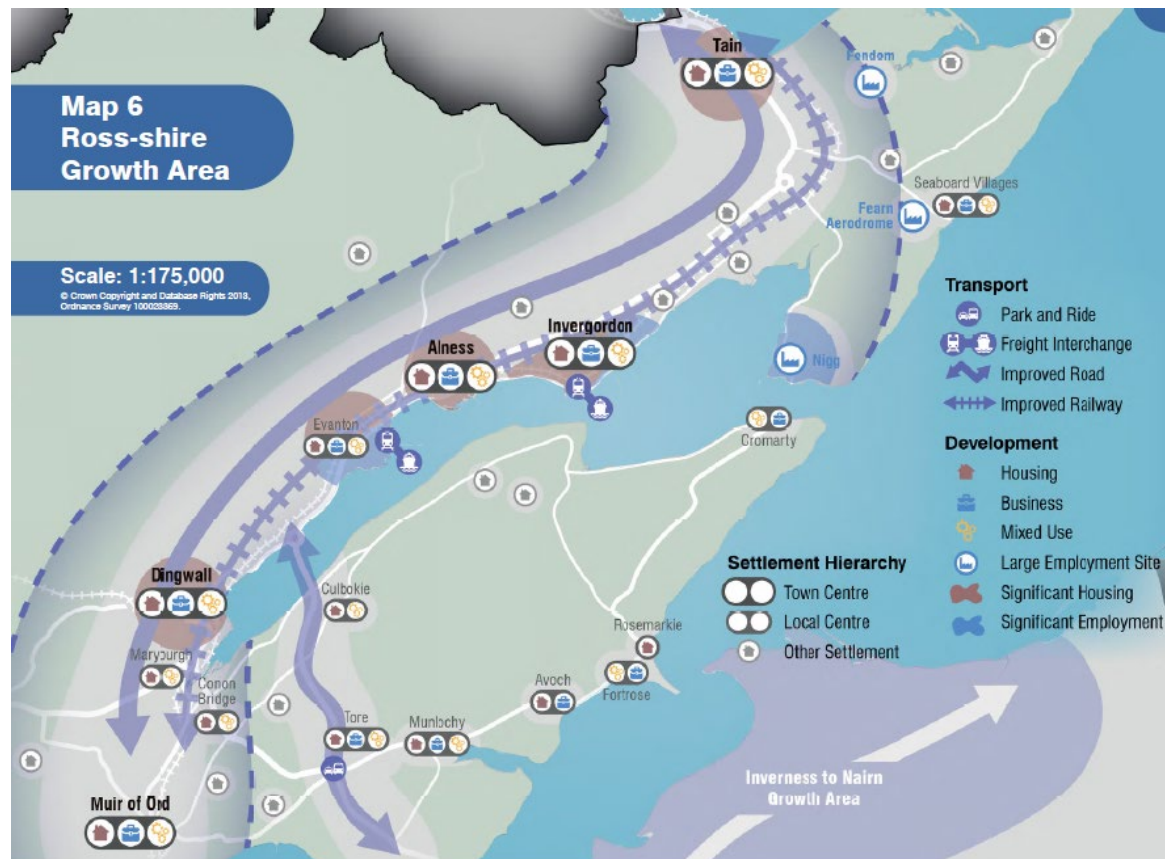 Map 6
Ross-shire
Growth Area
Scale: 1:175,000
© Crown Copyright and Database Rights 2018,
Ordnance Survey 100023369.
Tain
Fendom
Seaboard Villages
Fearn
Aerodrome
Invergordon
Alness
Nigg
Evanton
Cromarty
Dingwall
Culbokie
Maryburgh
Conon
Bridge
Rosemarkie
Avoch
Fortrose
Tore
Munlochy
Muir of Ord
Inverness to Nairn
Growth Area
Transport
Park and Ride
Freight Interchange
Improved Road
Improved Railway
Development
Housing
Business
Mixed Use
Large Employment Site
Significant Housing
Significant Employment
Settlement Hierarchy
Town Centre
Local Centre
Other Settlement